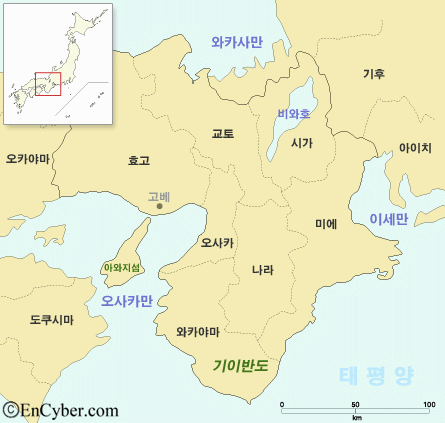 와카사만
기후
비와호
교토
시가
아이치
오카야마
효고
고베
이세만
미에
오사카
아와지섬
나라
오사카만
도쿠시마
와카야마
기이반도
태평양
0 50 100
km
©EnCyber.com